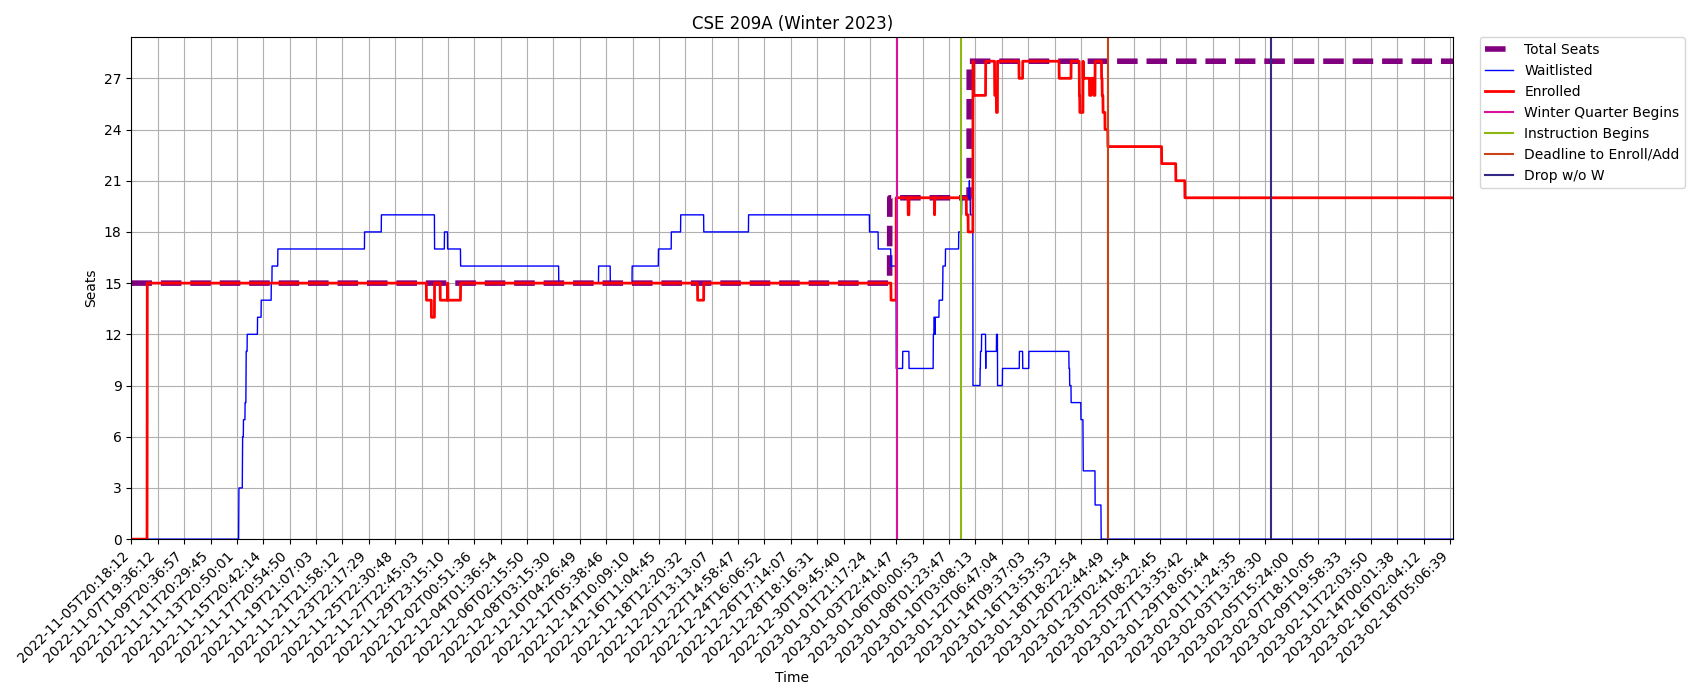 CSE 209A (Winter 2023)
Total Seats
Waitlisted
Enrolled
Winter Quarter Begins
Instruction Begins
Deadline to Enroll/Add
Drop w/o W
Seats
27
24
21
18
15
12
9
6
3
0
2022-11-05T20:18:12
2022-11-07T19:36:12
2022-11-09T20:36:57
2022-11-11T20:29:45
2022-11-13T20:50:01
2022-11-15T20:42:14
2022-11-17T20:54:50
2022-11-19T21:07:03
2022-11-21T21:58:12
2022-11-23T22:17:29
2022-11-25T22:30:48
2022-11-27T22:45:03
2022-11-29T23:15:10
2022-12-02T00:51:36
2022-12-04T01:36:54
2022-12-06T02:15:50
2022-12-08T03:15:30
2022-12-10T04:26:49
2022-12-12T05:38:46
2022-12-14T10:09:10
2022-12-16T11:04:45
2022-12-18T12:20:32
2022-12-20T13:13:07
2022-12-22T14:58:47
2022-12-24T16:06:52
2022-12-26T17:14:07
2022-12-28T18:16:31
2022-12-30T19:45:40
2023-01-01T21:17:24
2023-01-03T22:41:47
2023-01-06T00:00:53
2023-01-08T01:23:47
2023-01-10T03:08:13
2023-01-12T06:47:04
2023-01-14T09:37:03
2023-01-16T13:53:53
2023-01-18T18:22:54
2023-01-20T22:44:49
2023-01-23T02:41:54
2023-01-25T08:22:45
2023-01-27T13:35:42
2023-01-29T18:05:44
2023-02-01T11:24:35
2023-02-03T13:28:30
2023-02-05T15:24:00
2023-02-07T18:10:05
2023-02-09T19:58:33
2023-02-11T22:03:50
2023-02-14T00:01:38
2023-02-16T02:04:12
2023-02-18T05:06:39
Time